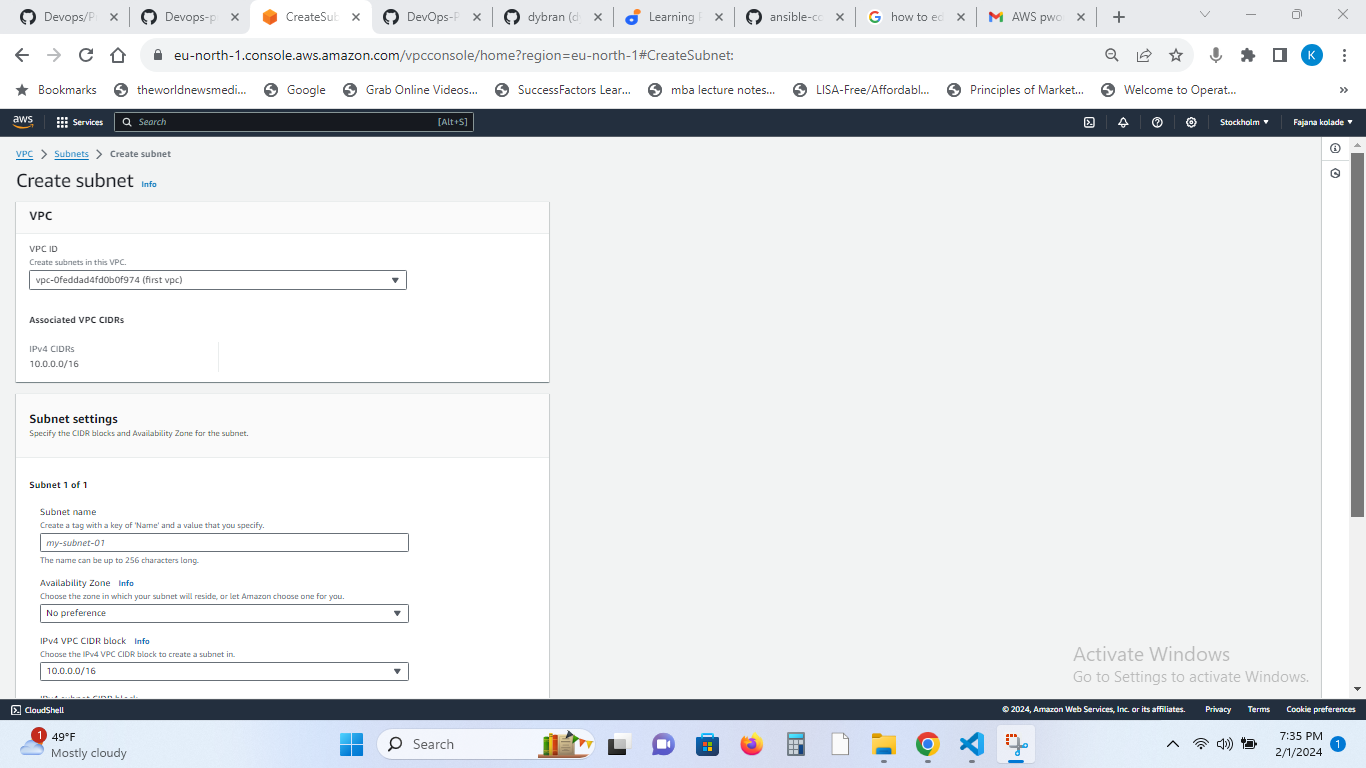 Devops/P
Devops-p
CreateSub
DevOps-P
dybran (d
Learning
ansible-co
how to ed
AWS pwo
eu-north-1.console.aws.amazon.com/vpcconsole/home?region=eu-north-1#CreateSubnet:
K
Bookmarks
theworldnewsmedi...
Google
Grab Online Videos...
SuccessFactors Lear...
mba lecture notes...
LISA-Free/Affordabl...
Principles of Market...
Welcome to Operat...
»
aws
Services
Search
[Alt+S]
Stockholm
Fajana kolade
VPC
Subnets
Create subnet
Create subnet Info
VPC
VPC ID
Create subnets in this VPC.
vpc-0feddad4fd0b0f974 (first vpc)
Associated VPC CIDRs
IPv4 CIDRs
10.0.0.0/16
Subnet settings
Specify the CIDR blocks and Availability Zone for the subnet.
Subnet 1 of 1
Subnet name
Create a tag with a key of 'Name' and a value that you specify.
my-subnet-01
The name can be up to 256 characters long.
Availability Zone Info
Choose the zone in which your subnet will reside, or let Amazon choose one for you.
No preference
IPv4 VPC CIDR block Info
Choose the IPv4 VPC CIDR block to create a subnet in.
10.0.0.0/16
IPv4 subnet CIDR block
Activate Windows
Go to Settings to activate Windows.
CloudShell
© 2024, Amazon Web Services, Inc. or its affiliates.
Privacy
Terms
Cookie preferences
1
49°F
Mostly cloudy
Search
7:35 PM
2/1/2024
1